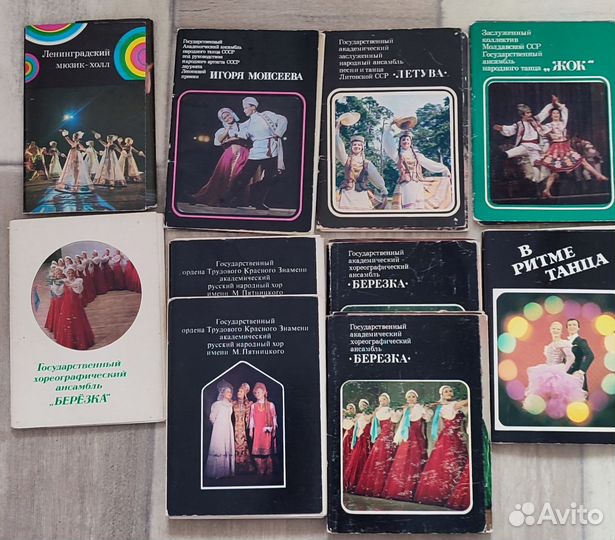 Ленинградский
мюзик-холл
Государственный
Академический ансамбль
народного танца СССР
под руководством
народного артиста СССР
лауреата
Ленинской
премии
ИГОРЯ МОИСЕЕВА
Государственный
академический
заслуженный
народный ансамбль
песни и танца
Литовской ССР •ЛЕТУВА•
Заслуженный
коллектив
Молдавской ССР
Государственный
ансамбль
народного танца „ЖОК“
Государственный
хореографический
ансамбль
„БЕРЁЗКА“
Государственный
ордена Трудового Красного Знамени
академический
русский народный хор
имени М. Пятницкого
Государственный
ордена Трудового Красного Знамени
академический
русский народный хор
имени М. Пятницкого
Государственный
академический
хореографический
ансамбль
•БЕРЕЗКА•
Государственный
академический
хореографический
ансамбль
•БЕРЕЗКА•
В
РИТМЕ
ТАНЦА
Avito